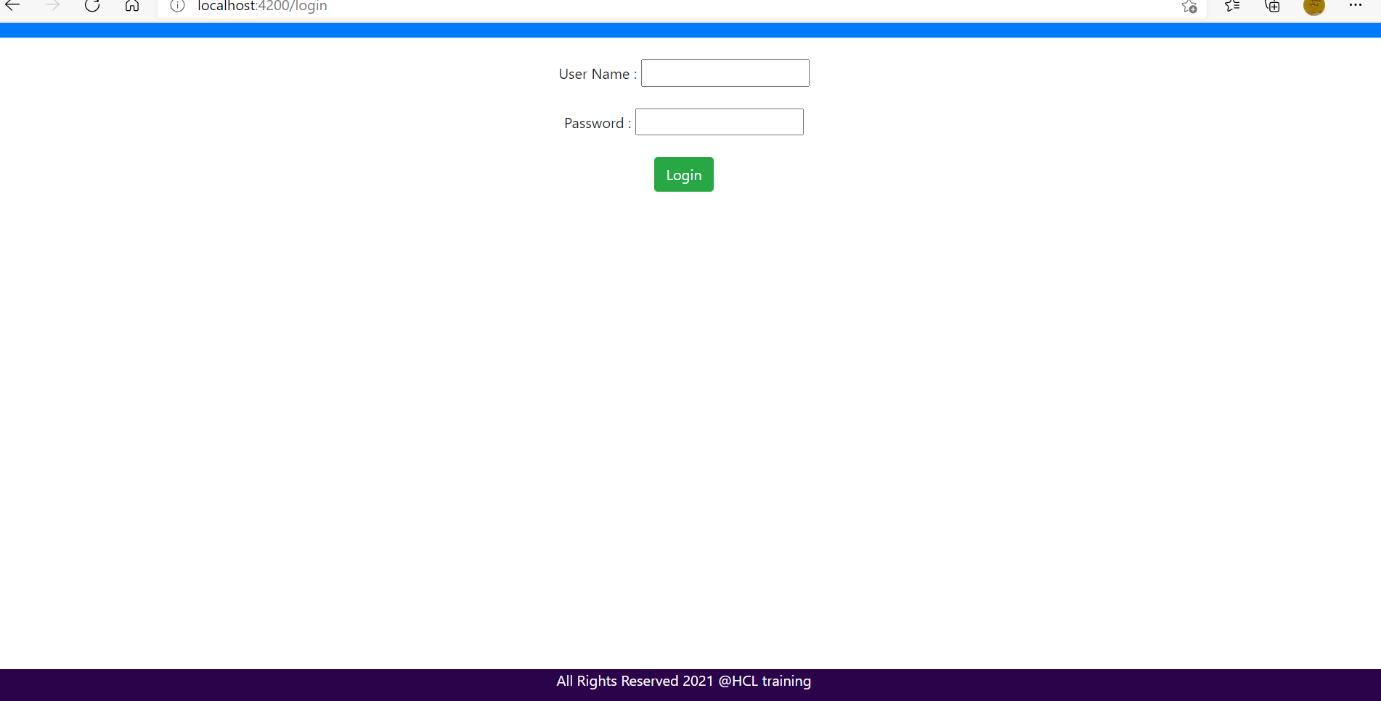 localhost:4200/login
User Name :
Password :
Login
All Rights Reserved 2021 @HCL training